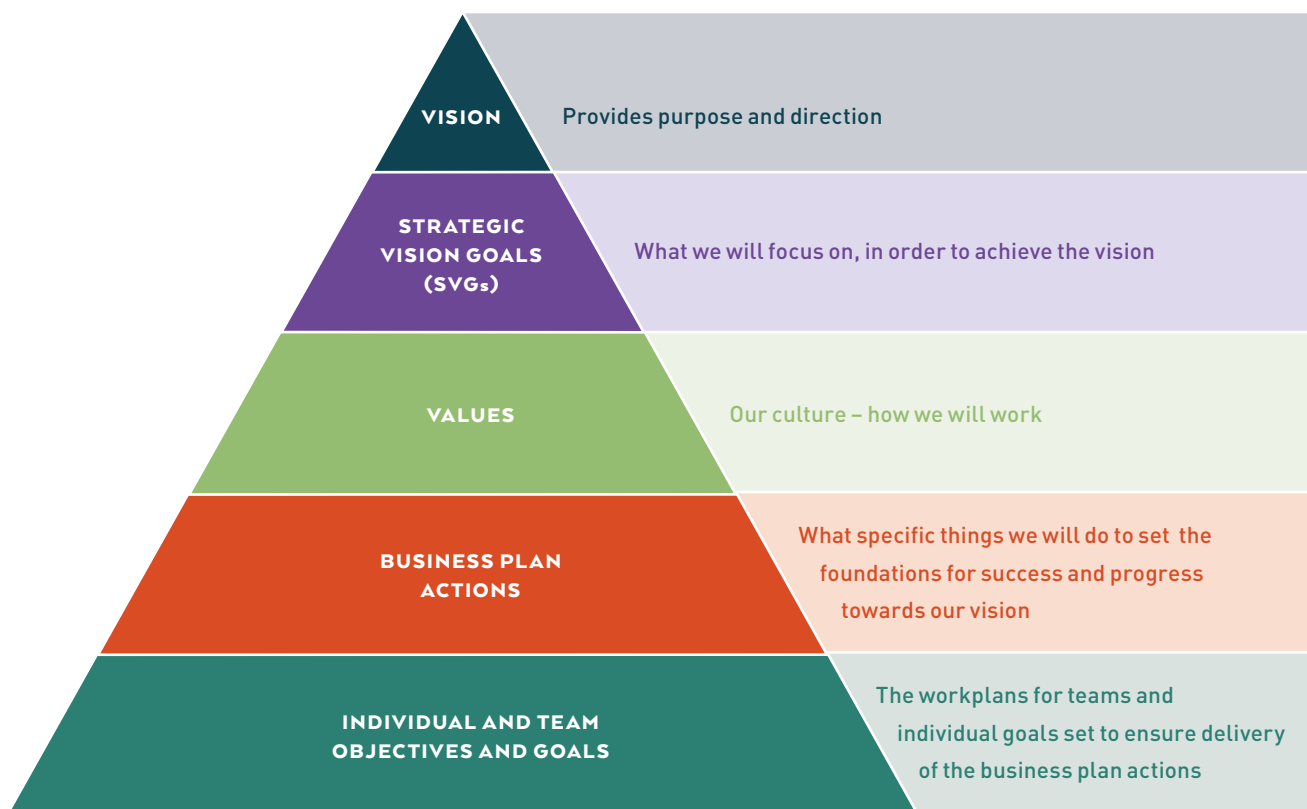 VISION
Provides purpose and direction
STRATEGIC
VISION GOALS
(SVGs)
What we will focus on, in order to achieve the vision
VALUES
Our culture – how we will work
BUSINESS PLAN
ACTIONS
What specific things we will do to set the
foundations for success and progress
towards our vision
INDIVIDUAL AND TEAM
OBJECTIVES AND GOALS
The workplans for teams and
individual goals set to ensure delivery
of the business plan actions